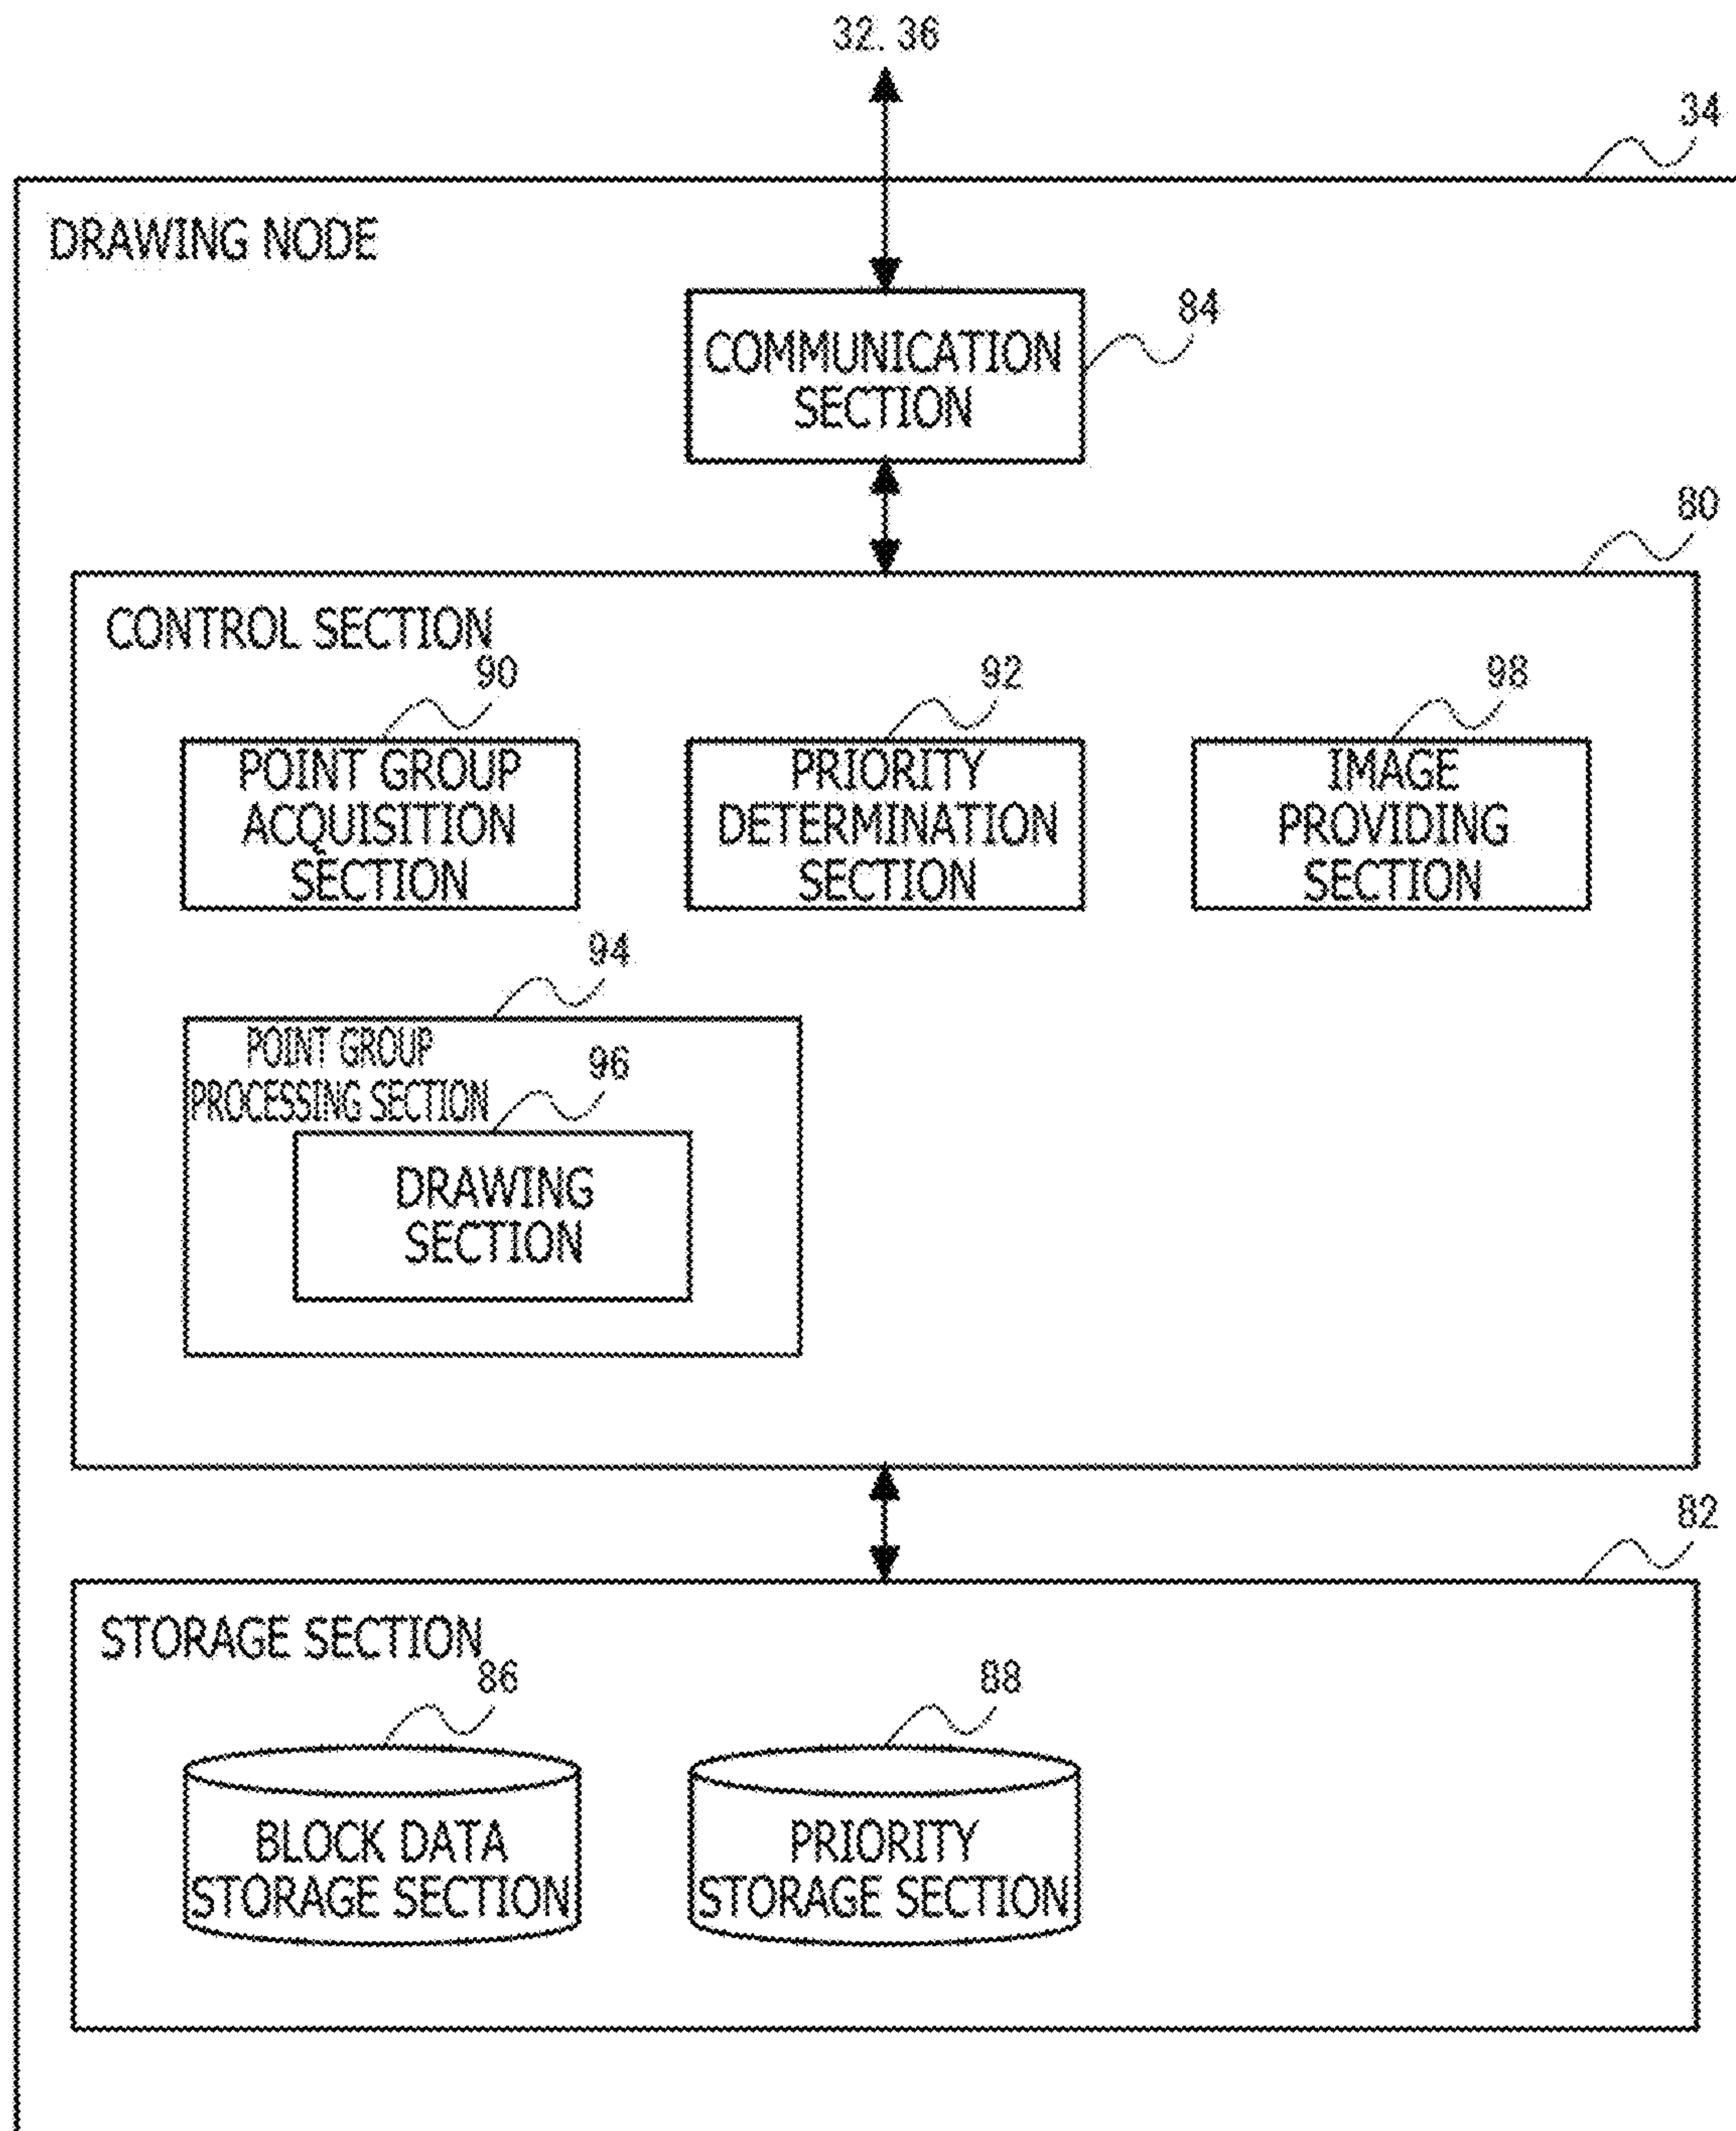 32, 36
34
DRAWING NODE
84
COMMUNICATION
SECTION
80
CONTROL SECTION
90
92
98
POINT GROUP
ACQUISITION
SECTION
PRIORITY
DETERMINATION
SECTION
IMAGE
PROVIDING
SECTION
94
POINT GROUP
PROCESSING SECTION
96
DRAWING
SECTION
82
STORAGE SECTION
86
88
BLOCK DATA
STORAGE SECTION
PRIORITY
STORAGE SECTION